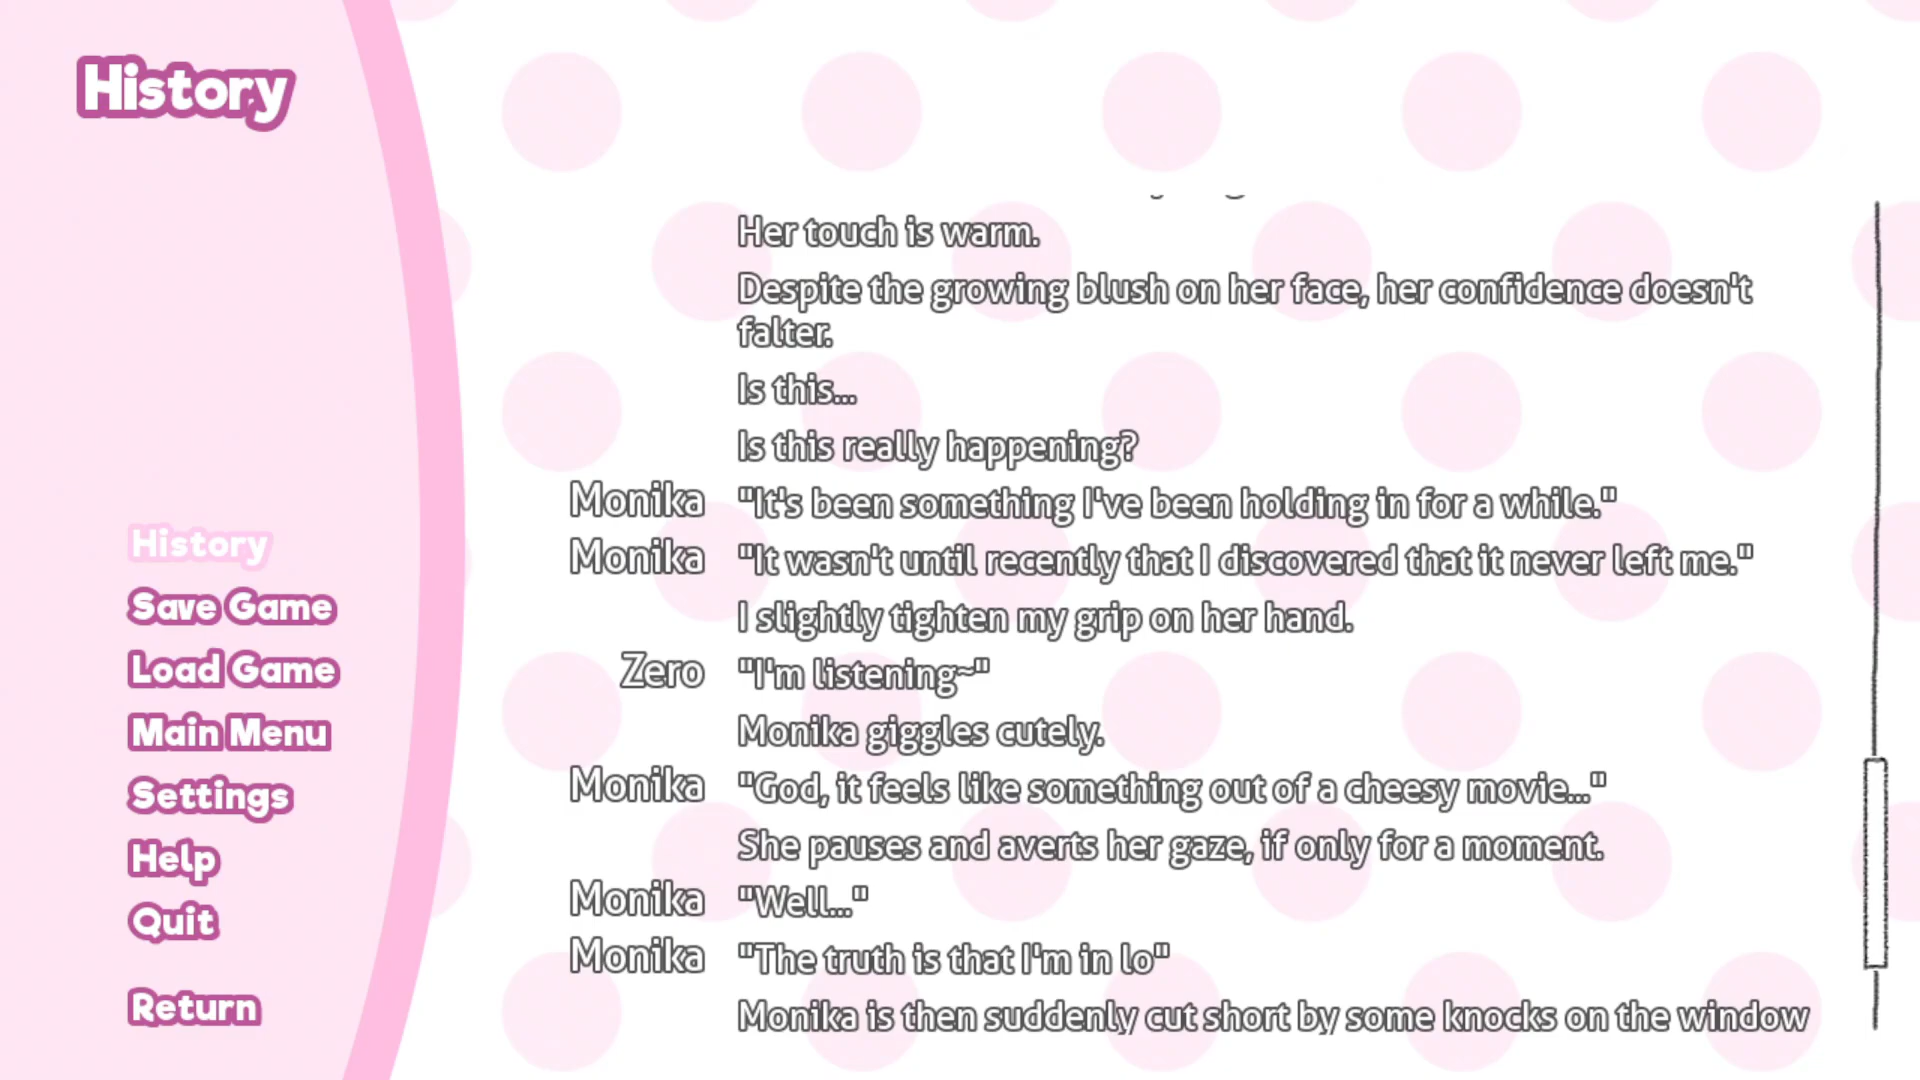 History
Her touch is warm.
Despite the growing blush on her face, her confidence doesn't
falter.
Is this...
Is this really happening?
Monika "It's been something I've been holding in for a while."
Monika "It wasn't until recently that I discovered that it never left me."
I slightly tighten my grip on her hand.
Zero "I'm listening~"
Monika giggles cutely.
Monika "God, it feels like something out of a cheesy movie..."
She pauses and averts her gaze, if only for a moment.
Monika "Well..."
Monika "The truth is that I'm in lo"
Monika is then suddenly cut short by some knocks on the window
History
Save Game
Load Game
Main Menu
Settings
Help
Quit
Return